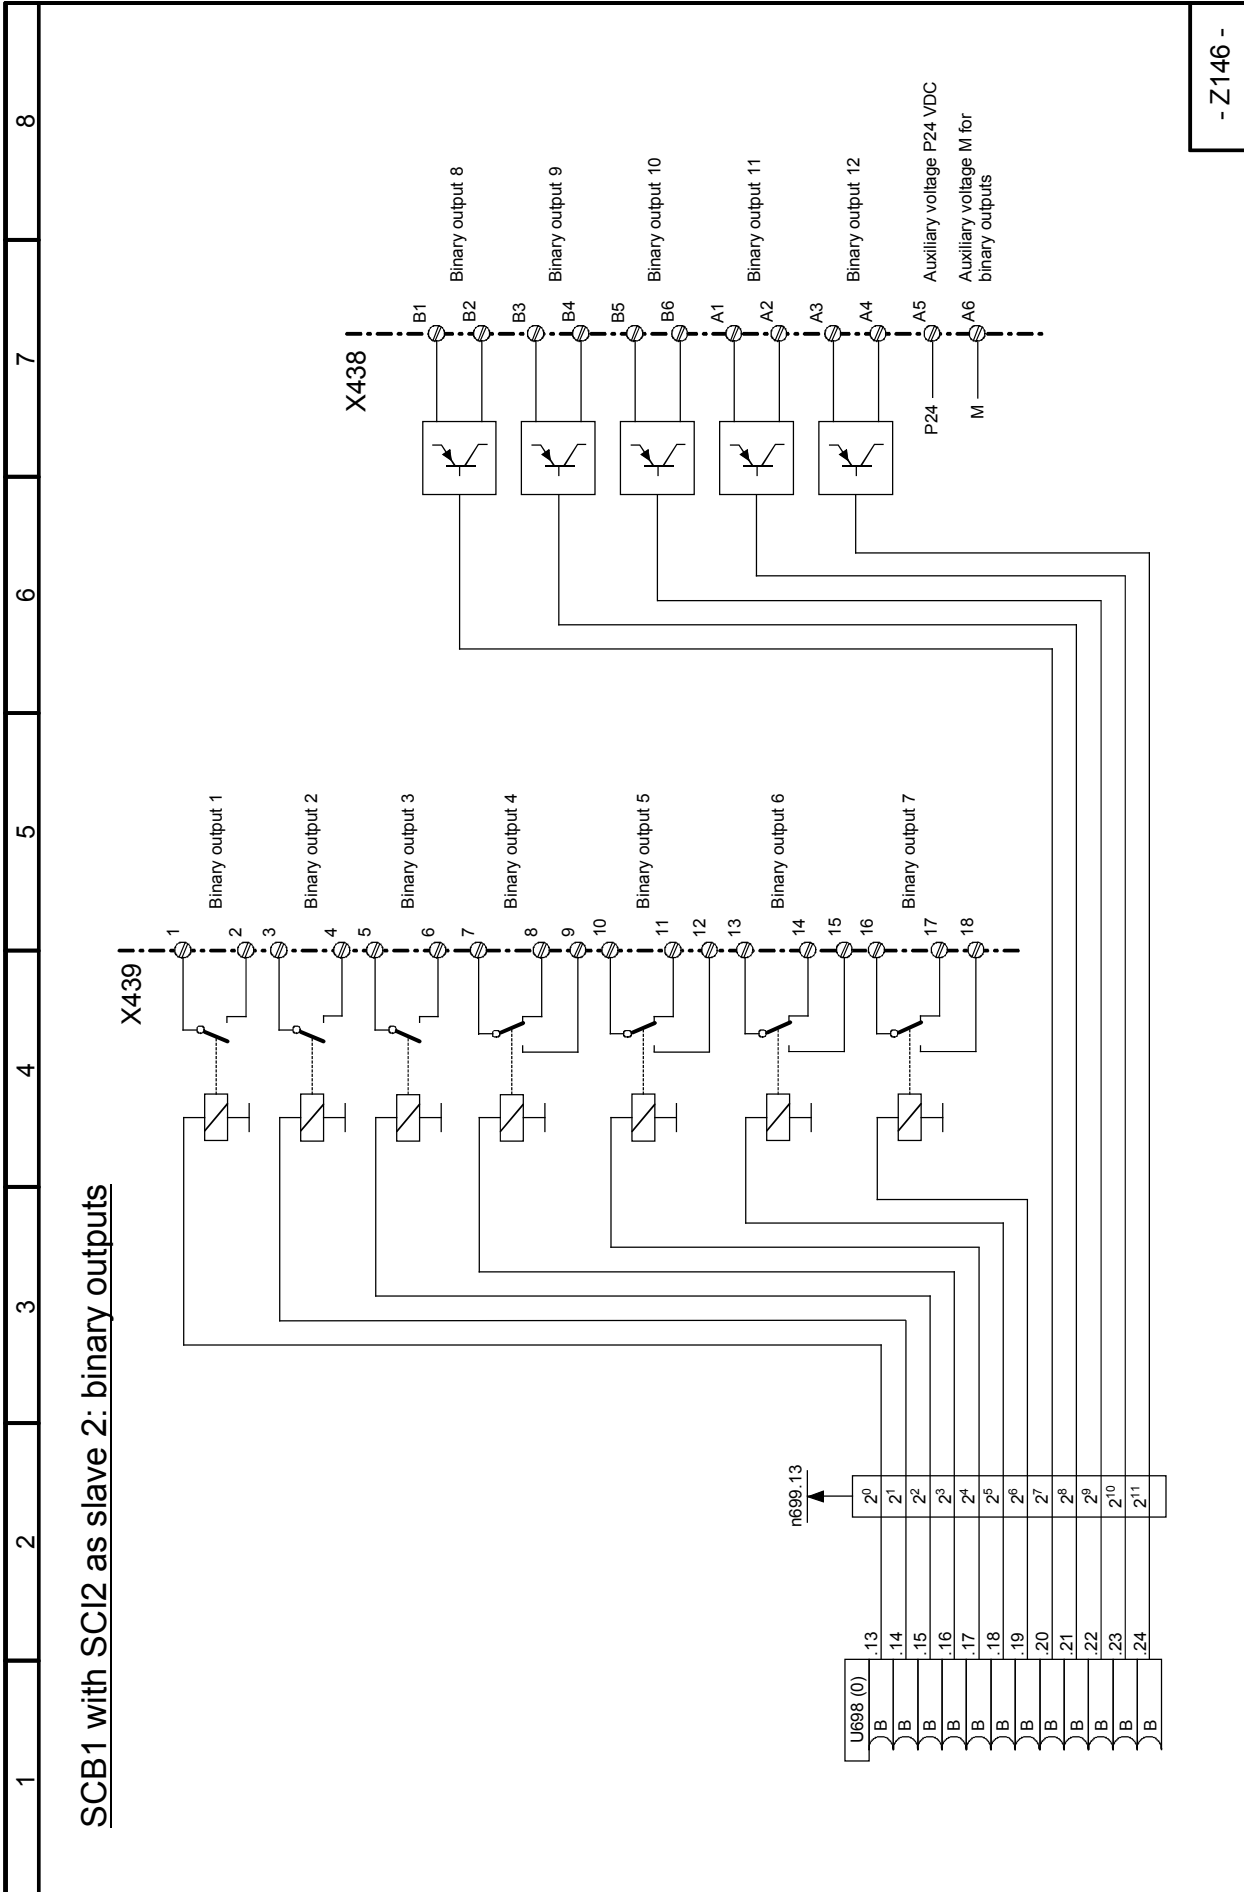 1 2 3 4 5 6 7 8
SCB1 with SCI2 as slave 2: binary outputs
X439
1
2
Binary output 1
3
4
Binary output 2
5
6
Binary output 3
7
8
9
Binary output 4
10
11
12
Binary output 5
13
14
15
Binary output 6
16
17
18
Binary output 7
X438
B1
B2
Binary output 8
B3
B4
Binary output 9
B5
B6
Binary output 10
A1
A2
Binary output 11
A3
A4
Binary output 12
P24 A5 Auxiliary voltage P24 VDC
M A6 Auxiliary voltage M for
binary outputs
n699.13
U698 (0)
B .13 2⁰
B .14 2¹
B .15 2²
B .16 2³
B .17 2⁴
B .18 2⁵
B .19 2⁶
B .20 2⁷
B .21 2⁸
B .22 2⁹
B .23 2¹⁰
B .24 2¹¹
- Z146 -